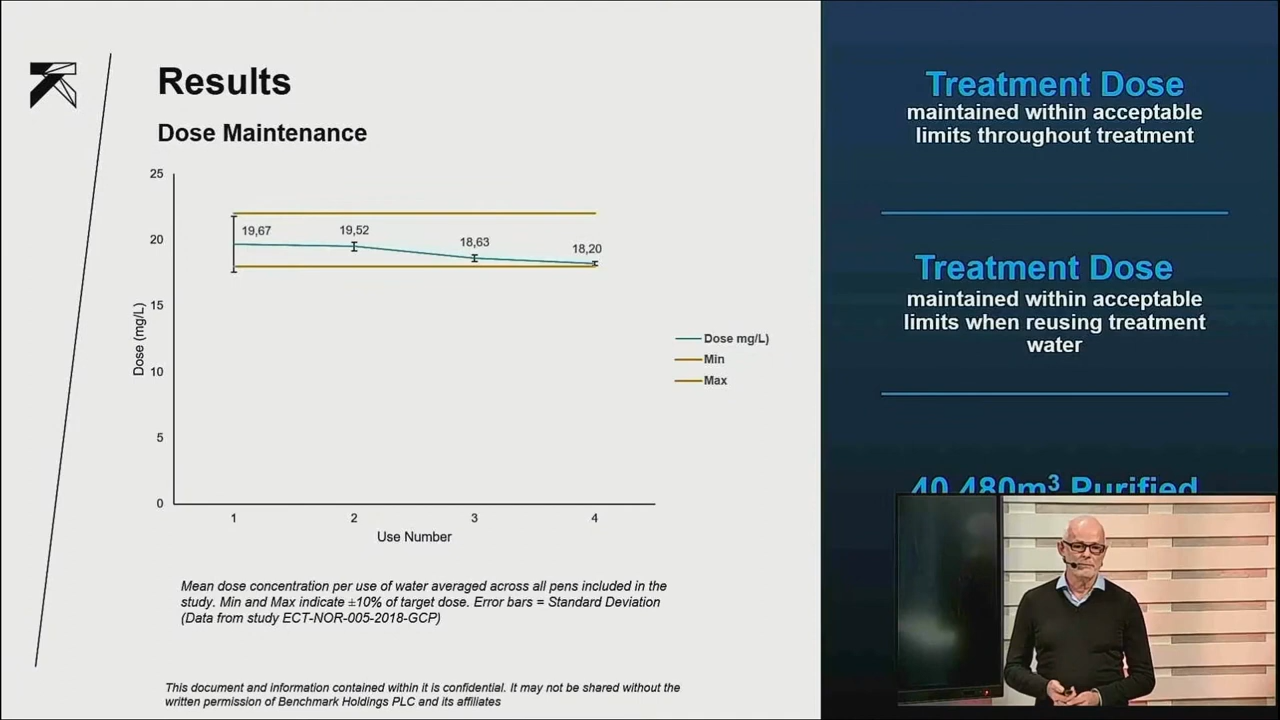 Results
Dose Maintenance
25
20
15
10
5
0
Dose (mg/L)
19,67
19,52
18,63
18,20
1
2
3
4
Use Number
Dose mg/L)
Min
Max
Mean dose concentration per use of water averaged across all pens included in the
study. Min and Max indicate ±10% of target dose. Error bars = Standard Deviation
(Data from study ECT-NOR-005-2018-GCP)
This document and information contained within it is confidential. It may not be shared without the
written permission of Benchmark Holdings PLC and its affiliates
Treatment Dose
maintained within acceptable
limits throughout treatment
Treatment Dose
maintained within acceptable
limits when reusing treatment
water
40,480m³ Purified